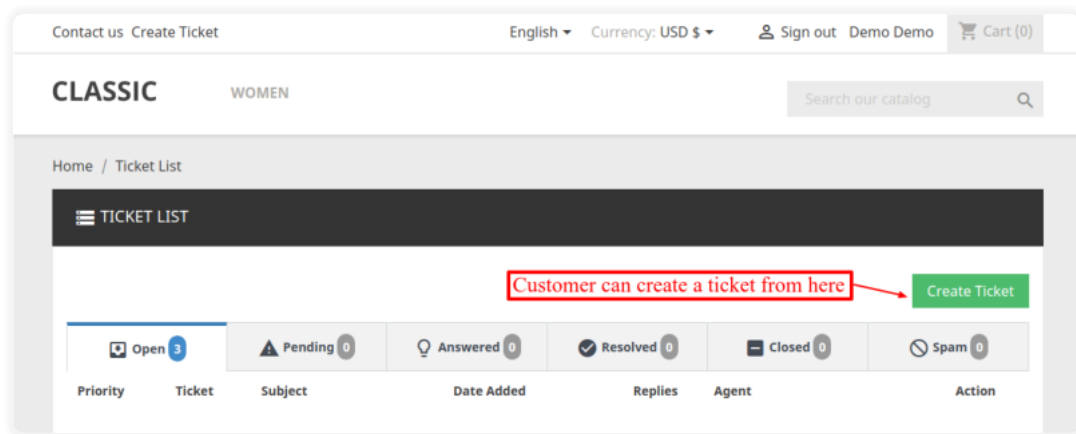 Contact us Create Ticket English Currency: USD $ Sign out Demo Demo Cart (0)
CLASSIC WOMEN Search our catalog
Home / Ticket List
TICKET LIST
Customer can create a ticket from here Create Ticket
Open 3 Pending 0 Answered 0 Resolved 0 Closed 0 Spam 0
Priority Ticket Subject Date Added Replies Agent Action